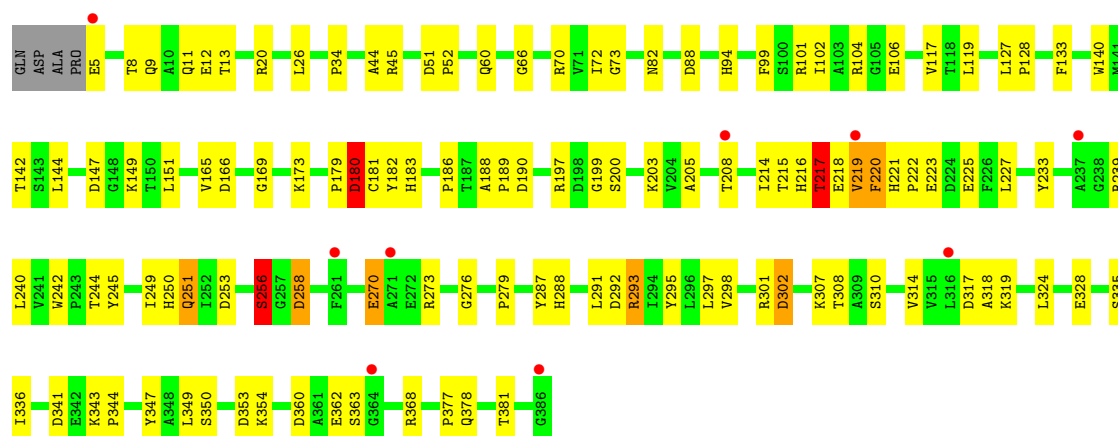 GLN ASP ALA PRO E5 T8 Q9 A10 Q11 E12 T13 R20 L26 P34 A44 R45 D51 P52 Q60 G66 R70 V71 I72 G73 N82 D88 H94 F99 S100 R101 I102 A103 R104 G105 E106 V117 T118 L119 L127 P128 F133 W140 M141
T142 S143 L144 D147 G148 K149 T150 L151 V165 D166 G169 K173 P179 D180 C181 Y182 H183 P186 T187 A188 P189 D190 R197 D198 G199 S200 K203 V204 A205 T208 I214 T215 H216 T217 E218 V219 F220 H221 P222 E223 D224 E225 F226 L227 Y233 A237 G238 R239
L240 V241 W242 P243 T244 Y245 I249 H250 Q251 I252 D253 S256 G257 D258 F261 E270 A271 E272 R273 G276 P279 Y287 H288 L291 D292 R293 I294 Y295 L296 L297 V298 R301 D302 K307 T308 A309 S310 V314 V315 L316 D317 A318 K319 L324 E328 S335
I336 D341 E342 K343 P344 Y347 A348 L349 S350 D353 K354 D360 A361 E362 S363 G364 R368 P377 Q378 T381 G386